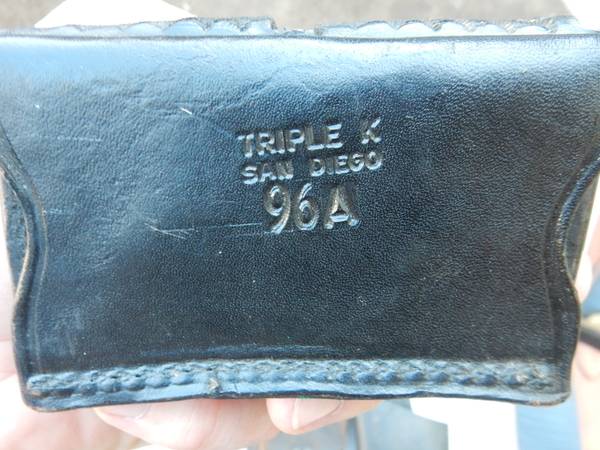 TRIPLE K
SAN DIEGO
96A